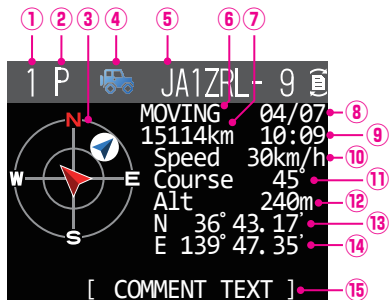 ① ② ③ ④ ⑤ ⑥ ⑦
1 P JA1ZRL- 9
N
W E
S
MOVING 04/07 ⑧
15114km 10:09 ⑨
Speed 30km/h ⑩
Course 45° ⑪
Alt 240m ⑫
N 36°43.17' ⑬
E 139°47.35' ⑭
[ COMMENT TEXT ] ⑮